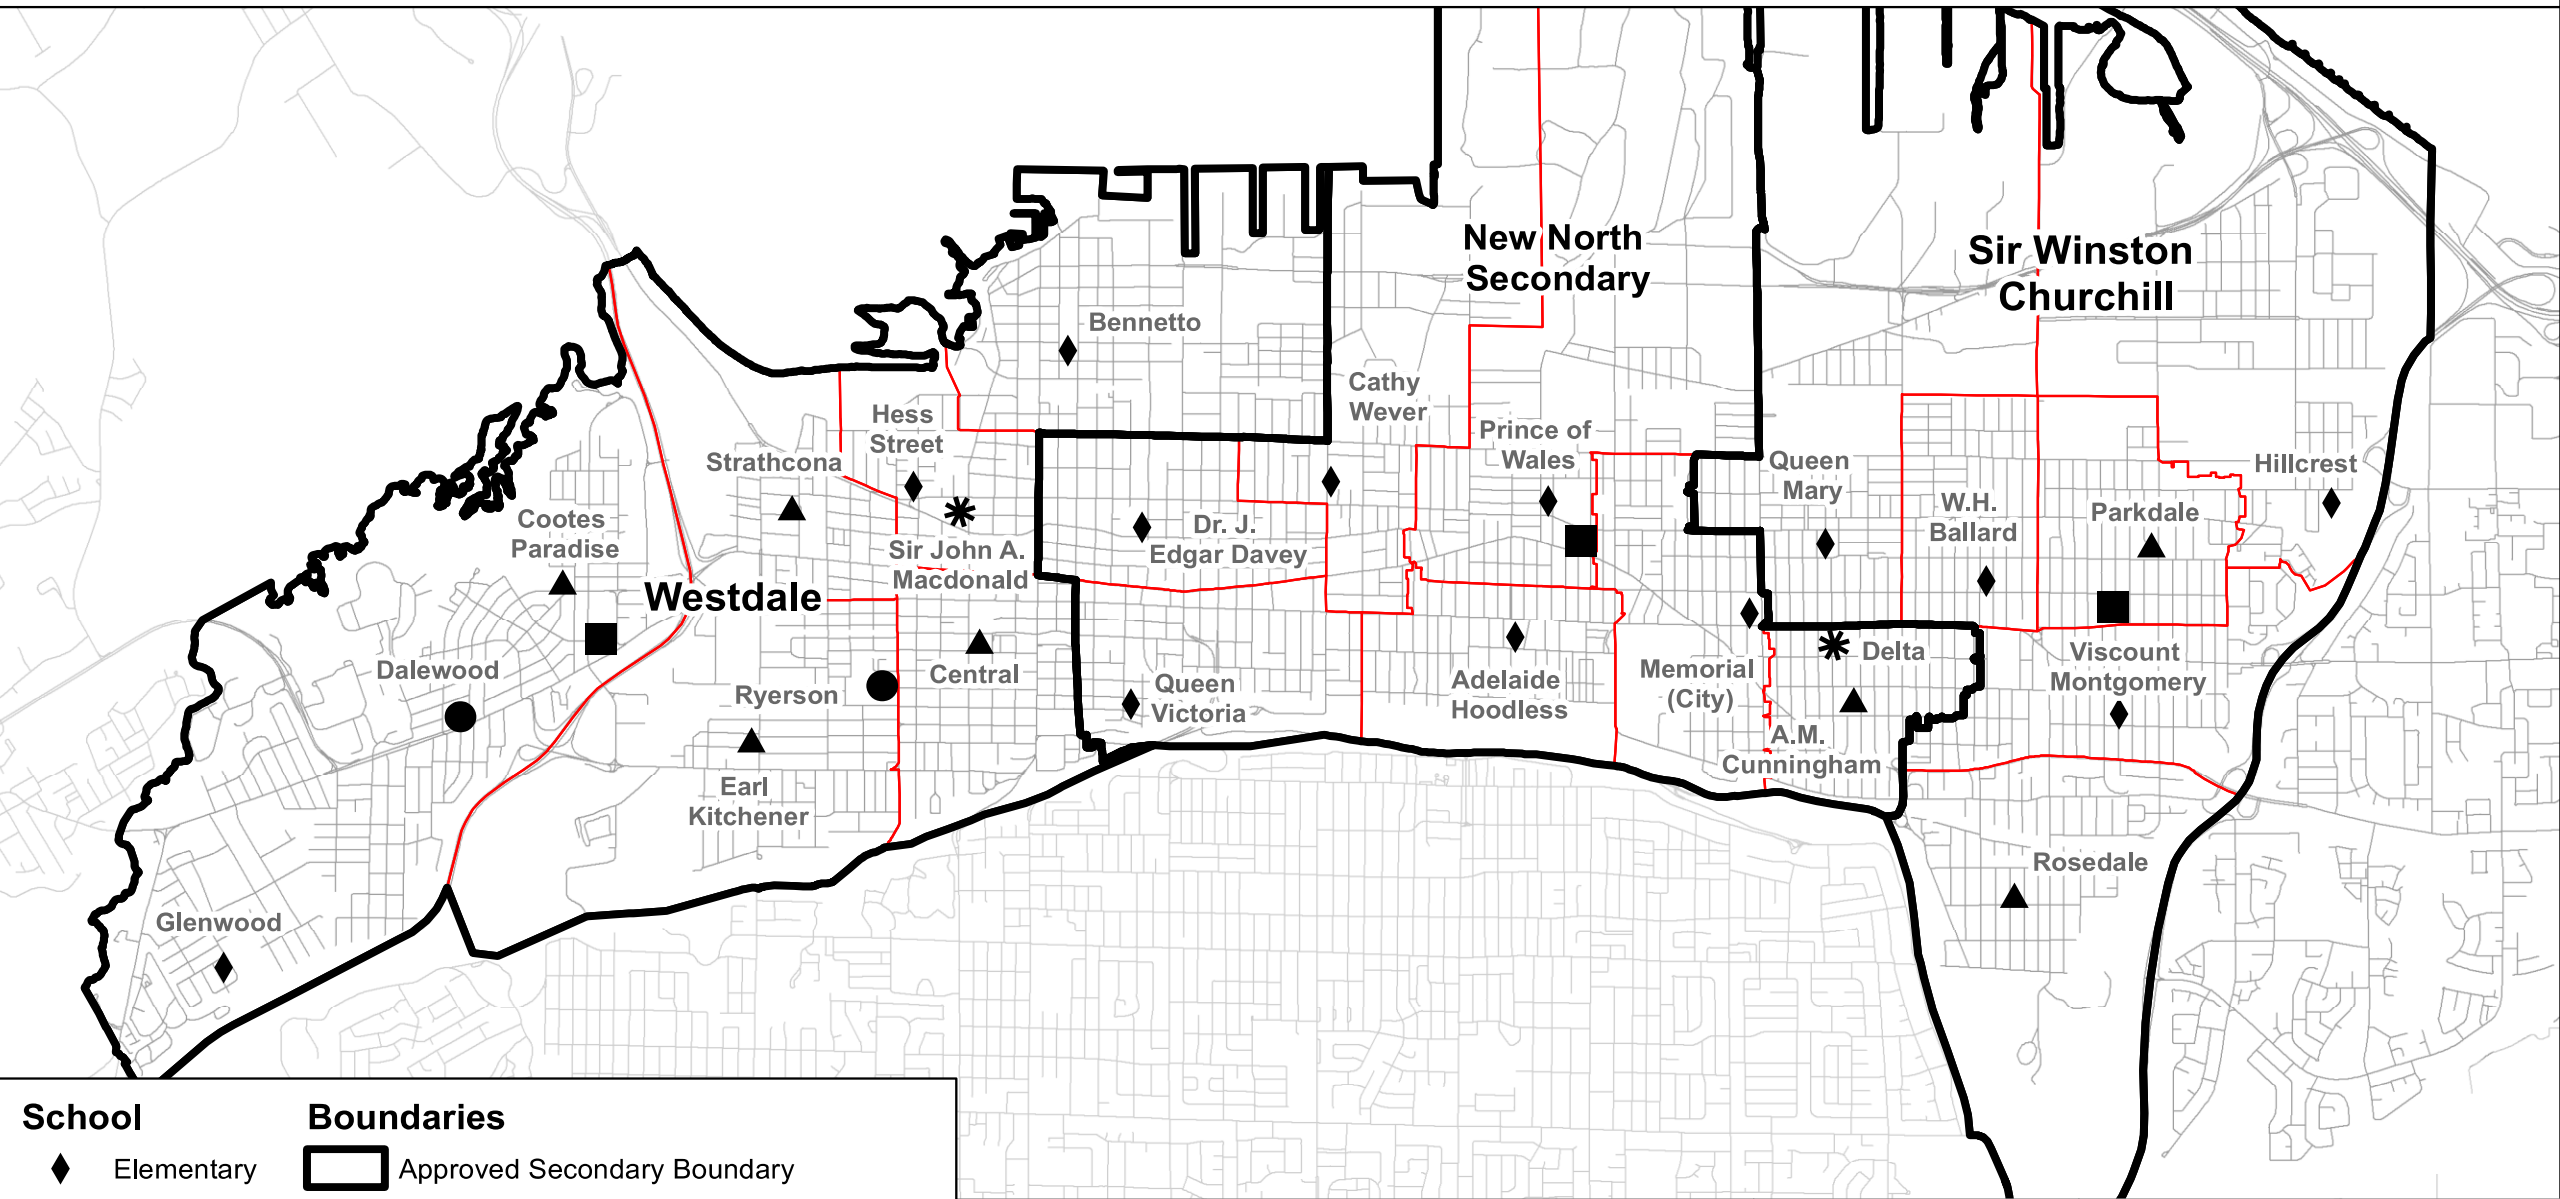 New North
Secondary
Sir Winston
Churchill
Bennetto
Cathy
Wever
Hess
Street
Prince of
Wales
Strathcona
Queen
Mary
Hillcrest
W.H.
Ballard
Parkdale
Cootes
Paradise
Dr. J.
Edgar Davey
Sir John A.
Macdonald
Westdale
Dalewood
Central
Ryerson
Queen
Victoria
Adelaide
Hoodless
Memorial
(City)
Delta
Viscount
Montgomery
A.M.
Cunningham
Earl
Kitchener
Rosedale
Glenwood
School
Boundaries
Elementary
Approved Secondary Boundary